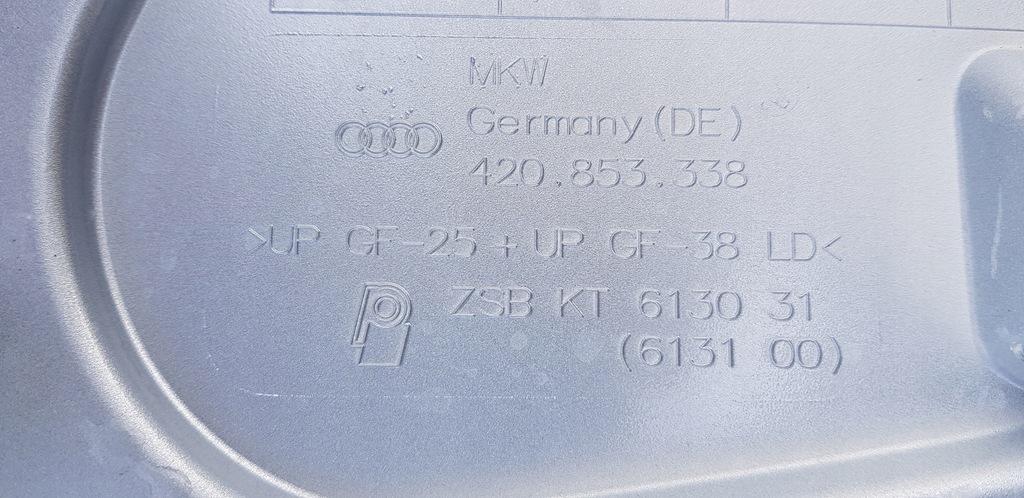 MKW
Germany (DE)
420.853.338
>UP GF-25 + UP GF-38 LD<
ZSB KT 6130 31
(6131 00)